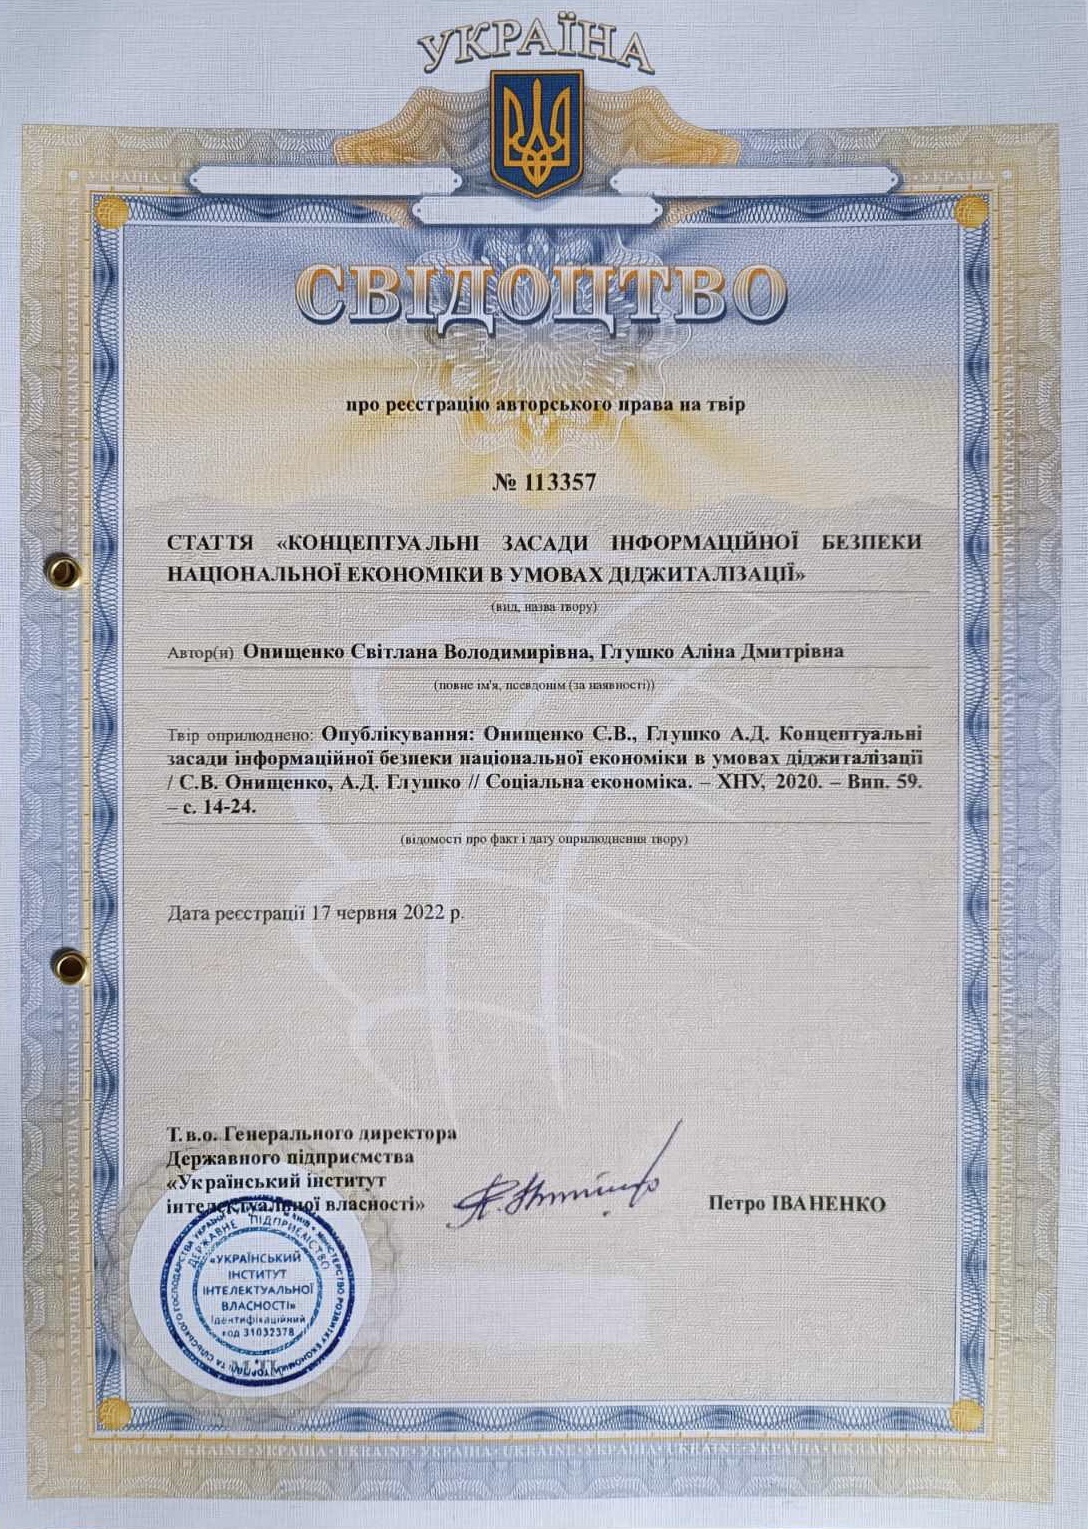 УКРАЇНА
СВІДОЦТВО
про реєстрацію авторського права на твір
№ 113357
СТАТТЯ «КОНЦЕПТУАЛЬНІ ЗАСАДИ ІНФОРМАЦІЙНОЇ БЕЗПЕКИ
НАЦІОНАЛЬНОЇ ЕКОНОМІКИ В УМОВАХ ДІДЖИТАЛІЗАЦІЇ»
(вид, назва твору)
Автор(и) Онищенко Світлана Володимирівна, Глушко Аліна Дмитрівна
(повне ім'я, псевдонім (за наявності))
Твір оприлюднено: Опублікування: Онищенко С.В., Глушко А.Д. Концептуальні
засади інформаційної безпеки національної економіки в умовах діджиталізації
/ С.В. Онищенко, А.Д. Глушко // Соціальна економіка. – ХНУ, 2020. – Вип. 59.
– с. 14-24.
(відомості про факт і дату оприлюднення твору)
Дата реєстрації 17 червня 2022 р.
Т.в.о. Генерального директора
Державного підприємства
«Український інститут
інтелектуальної власності»
Петро ІВАНЕНКО
ДЕРЖАВНЕ ПІДПРИЄМСТВО
«УКРАЇНСЬКИЙ
ІНСТИТУТ
ІНТЕЛЕКТУАЛЬНОЇ
ВЛАСНОСТІ»
Ідентифікаційний
код 31032378